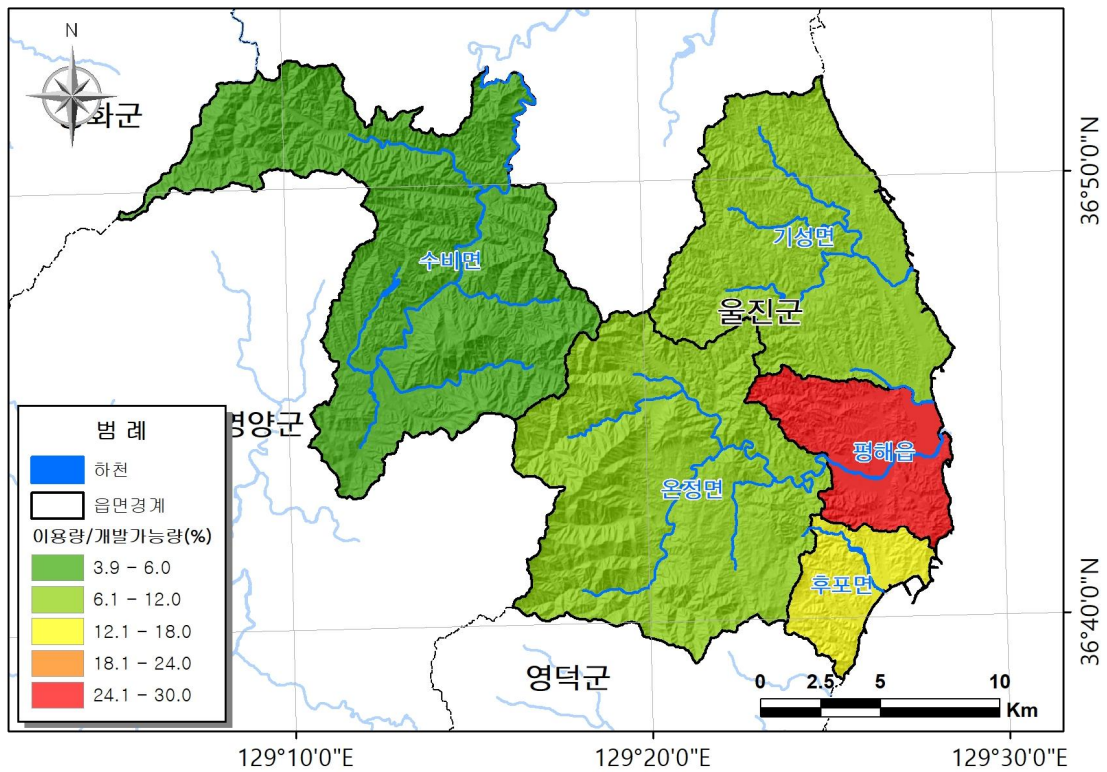 N
화군
36°50'0"N
수비면
기성면
울진군
범 례
영양군
하천
평해읍
읍면경계
온정면
이용량/개발가능량(%)
3.9 - 6.0
후포면
6.1 - 12.0
36°40'0"N
12.1 - 18.0
영덕군
18.1 - 24.0
0 2.5 5 10
24.1 - 30.0
Km
129°10'0"E 129°20'0"E 129°30'0"E